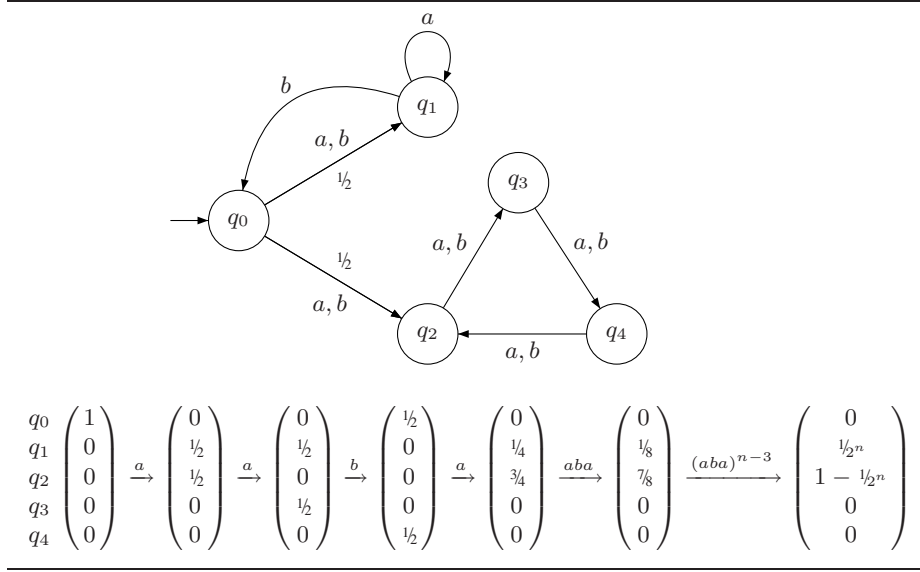 a
b
q1
a, b
½
q3
q0
½
a, b
a, b
a, b
q2
q4
a, b
q0 (1) (0) (0) (½) (0) (0) (0)
q1 (0) (½) (½) (0) (¼) (⅛) (½ⁿ)
q2 (0) a→ (½) a→ (0) b→ (0) a→ (¾) aba→ (⅞) (aba)ⁿ⁻³→ (1 − ½ⁿ)
q3 (0) (0) (½) (0) (0) (0) (0)
q4 (0) (0) (0) (½) (0) (0) (0)